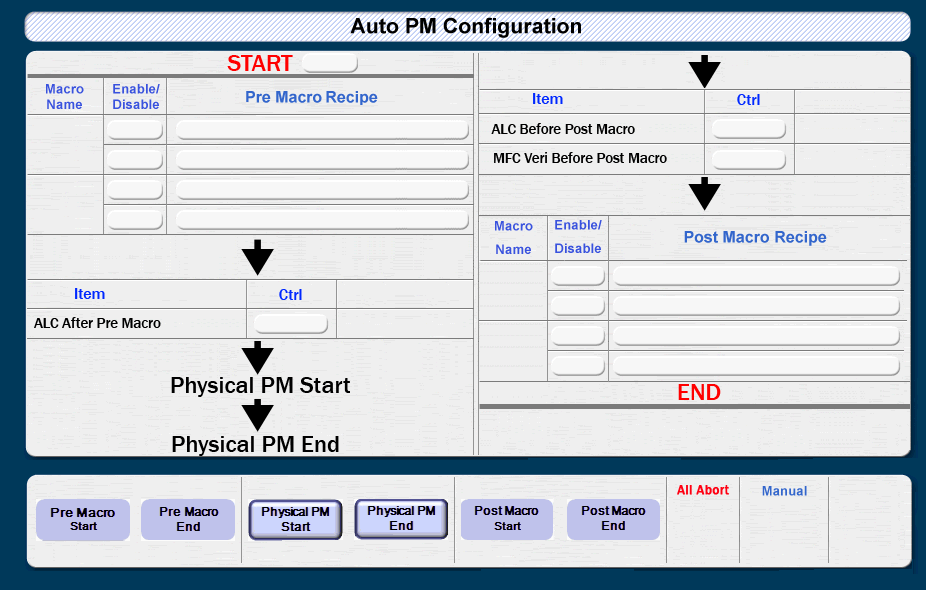 Auto PM Configuration
START
Macro Name
Enable/ Disable
Pre Macro Recipe
Item
Ctrl
ALC After Pre Macro
Physical PM Start
Physical PM End
Item
Ctrl
ALC Before Post Macro
MFC Veri Before Post Macro
Macro Name
Enable/ Disable
Post Macro Recipe
END
Pre Macro Start
Pre Macro End
Physical PM Start
Physical PM End
Post Macro Start
Post Macro End
All Abort
Manual